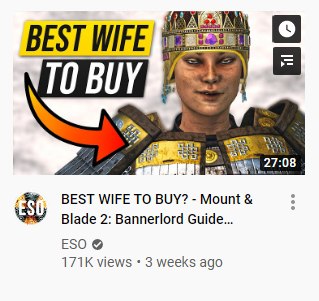 BEST WIFE
TO BUY
27:08
ESO
BEST WIFE TO BUY? - Mount &
Blade 2: Bannerlord Guide…
ESO
171K views • 3 weeks ago